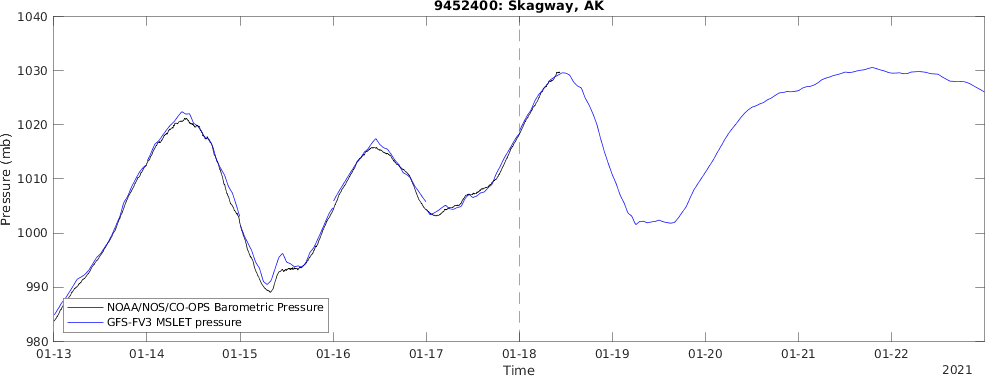 9452400: Skagway, AK
Pressure (mb)
1040
1030
1020
1010
1000
990
980
NOAA/NOS/CO-OPS Barometric Pressure
GFS-FV3 MSLET pressure
01-13 01-14 01-15 01-16 01-17 01-18 01-19 01-20 01-21 01-22
Time
2021